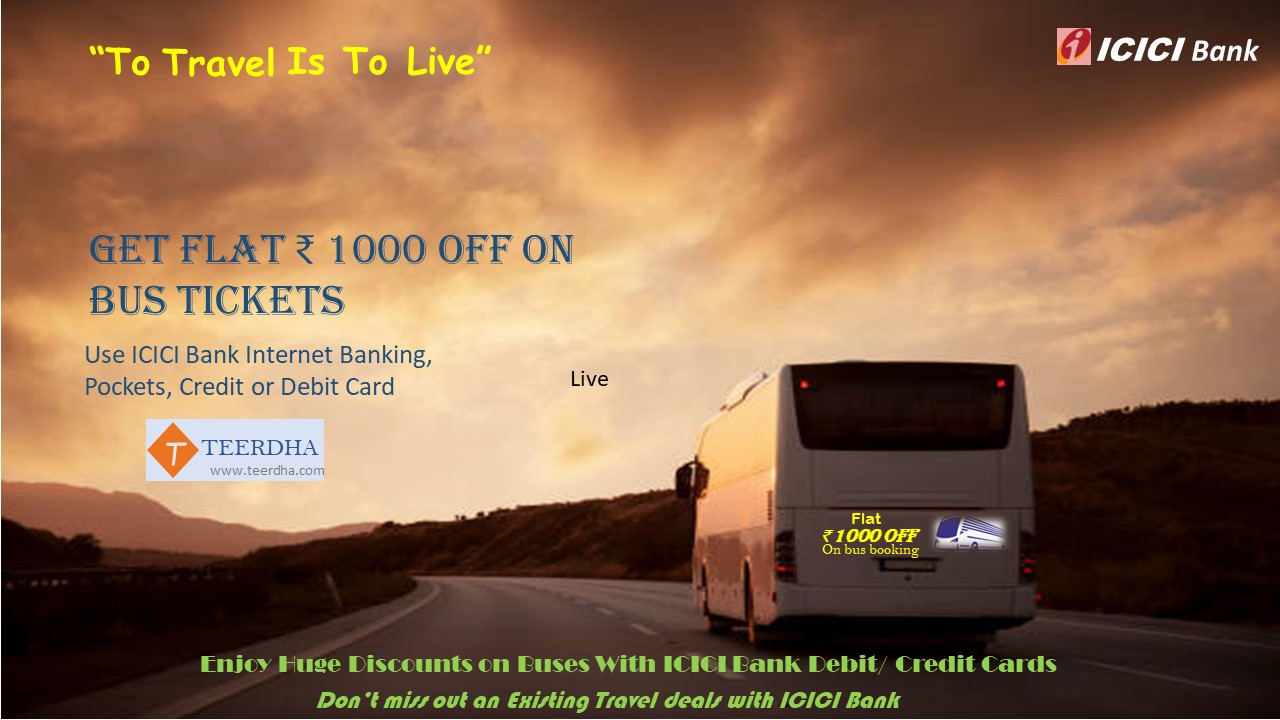 “To Travel Is To Live”
ICICI Bank
GET FLAT ₹ 1000 OFF ON
BUS TICKETS
Use ICICI Bank Internet Banking,
Pockets, Credit or Debit Card
Live
T TEERDHA
www.teerdha.com
Flat
₹ 1000 OFF
On bus booking
Enjoy Huge Discounts on Buses With ICICI Bank Debit/ Credit Cards
Don't miss out an Existing Travel deals with ICICI Bank